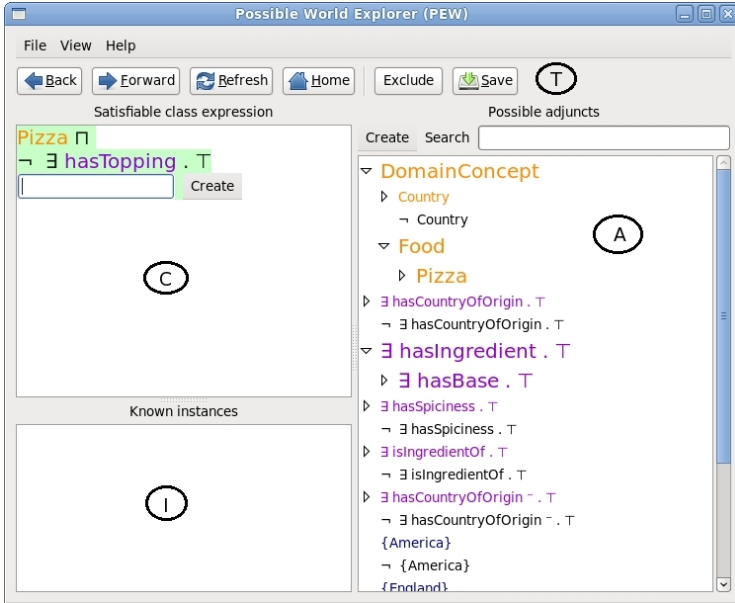 Possible World Explorer (PEW)
File View Help
Back Forward Refresh Home Exclude Save T
Satisfiable class expression
Pizza ⊓
¬ ∃ hasTopping . ⊤
Create
C
Known instances
I
Possible adjuncts
Create Search
DomainConcept
Country
¬ Country
Food
Pizza
∃ hasCountryOfOrigin . ⊤
¬ ∃ hasCountryOfOrigin . ⊤
∃ hasIngredient . ⊤
∃ hasBase . ⊤
∃ hasSpiciness . ⊤
¬ ∃ hasSpiciness . ⊤
∃ isIngredientOf . ⊤
¬ ∃ isIngredientOf . ⊤
∃ hasCountryOfOrigin ⁻ . ⊤
¬ ∃ hasCountryOfOrigin ⁻ . ⊤
{America}
¬ {America}
{England}
A